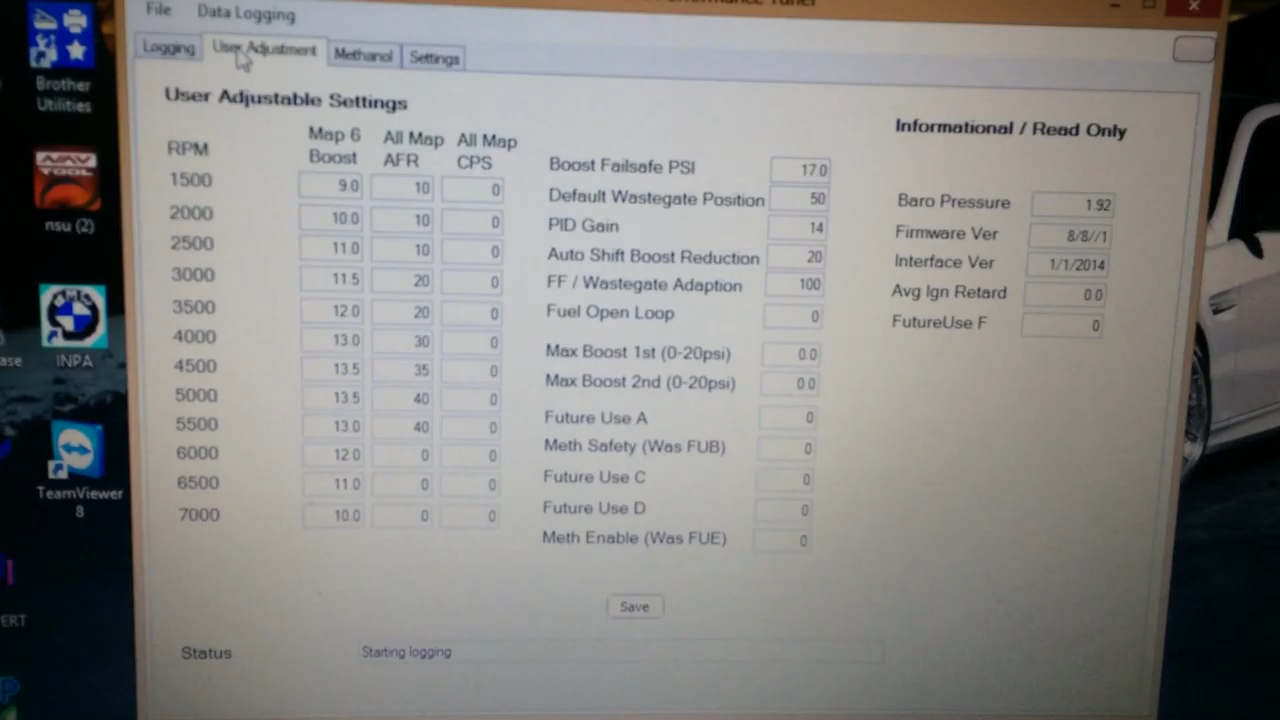 Tuner
File Data Logging
Logging User Adjustment Methanol Settings
User Adjustable Settings
Informational / Read Only
RPM Map 6 Boost All Map AFR All Map CPS
1500 9.0 10 0
2000 10.0 10 0
2500 11.0 10 0
3000 11.5 20 0
3500 12.0 20 0
4000 13.0 30 0
4500 13.5 35 0
5000 13.5 40 0
5500 13.0 40 0
6000 12.0 0 0
6500 11.0 0 0
7000 10.0 0 0
Boost Failsafe PSI 17.0
Default Wastegate Position 50
PID Gain 14
Auto Shift Boost Reduction 20
FF / Wastegate Adaption 100
Fuel Open Loop 0
Max Boost 1st (0-20psi) 0.0
Max Boost 2nd (0-20psi) 0.0
Future Use A 0
Meth Safety (Was FUB) 0
Future Use C 0
Future Use D 0
Meth Enable (Was FUE) 0
Baro Pressure 1.92
Firmware Ver 8/8//1
Interface Ver 1/1/2014
Avg Ign Retard 0.0
FutureUse F 0
Save
Status Starting logging
Brother
Utilities
NAV
TOOL
nsu (2)
ase
INPA
TeamViewer
8
ERT